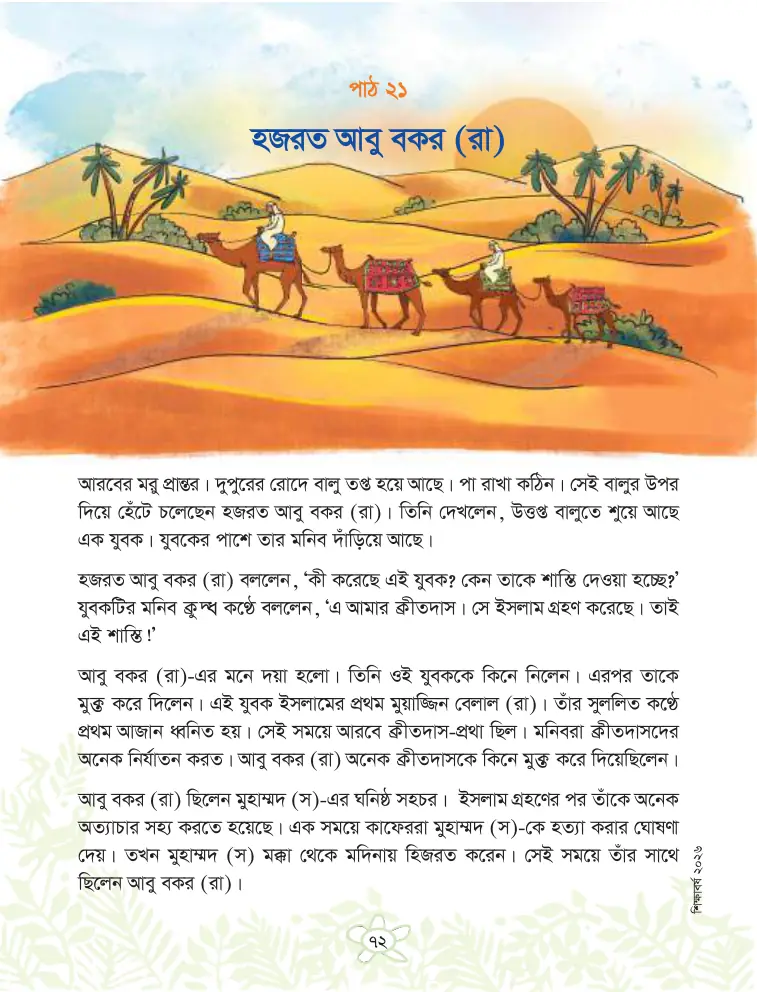 পাঠ ২১
হজরত আবু বকর (রা)
আরবের মরু প্রান্তর। দুপুরের রোদে বালু তপ্ত হয়ে আছে। পা রাখা কঠিন। সেই বালুর উপর
দিয়ে হেঁটে চলেছেন হজরত আবু বকর (রা)। তিনি দেখলেন, উত্তপ্ত বালুতে শুয়ে আছে
এক যুবক। যুবকের পাশে তার মনিব দাঁড়িয়ে আছে।
হজরত আবু বকর (রা) বললেন, ‘কী করেছে এই যুবক? কেন তাকে শাস্তি দেওয়া হচ্ছে?’
যুবকটির মনিব ক্রুদ্ধ কণ্ঠে বললেন, ‘এ আমার ক্রীতদাস। সে ইসলাম গ্রহণ করেছে। তাই
এই শাস্তি!’
আবু বকর (রা)-এর মনে দয়া হলো। তিনি ওই যুবককে কিনে নিলেন। এরপর তাকে
মুক্ত করে দিলেন। এই যুবক ইসলামের প্রথম মুয়াজ্জিন বেলাল (রা)। তাঁর সুললিত কণ্ঠে
প্রথম আজান ধ্বনিত হয়। সেই সময়ে আরবে ক্রীতদাস-প্রথা ছিল। মনিবরা ক্রীতদাসদের
অনেক নির্যাতন করত। আবু বকর (রা) অনেক ক্রীতদাসকে কিনে মুক্ত করে দিয়েছিলেন।
আবু বকর (রা) ছিলেন মুহাম্মদ (স)-এর ঘনিষ্ঠ সহচর। ইসলাম গ্রহণের পর তাঁকে অনেক
অত্যাচার সহ্য করতে হয়েছে। এক সময়ে কাফেররা মুহাম্মদ (স)-কে হত্যা করার ঘোষণা
দেয়। তখন মুহাম্মদ (স) মক্কা থেকে মদিনায় হিজরত করেন। সেই সময়ে তাঁর সাথে
ছিলেন আবু বকর (রা)।
শিক্ষাবর্ষ ২০২৬
৭২